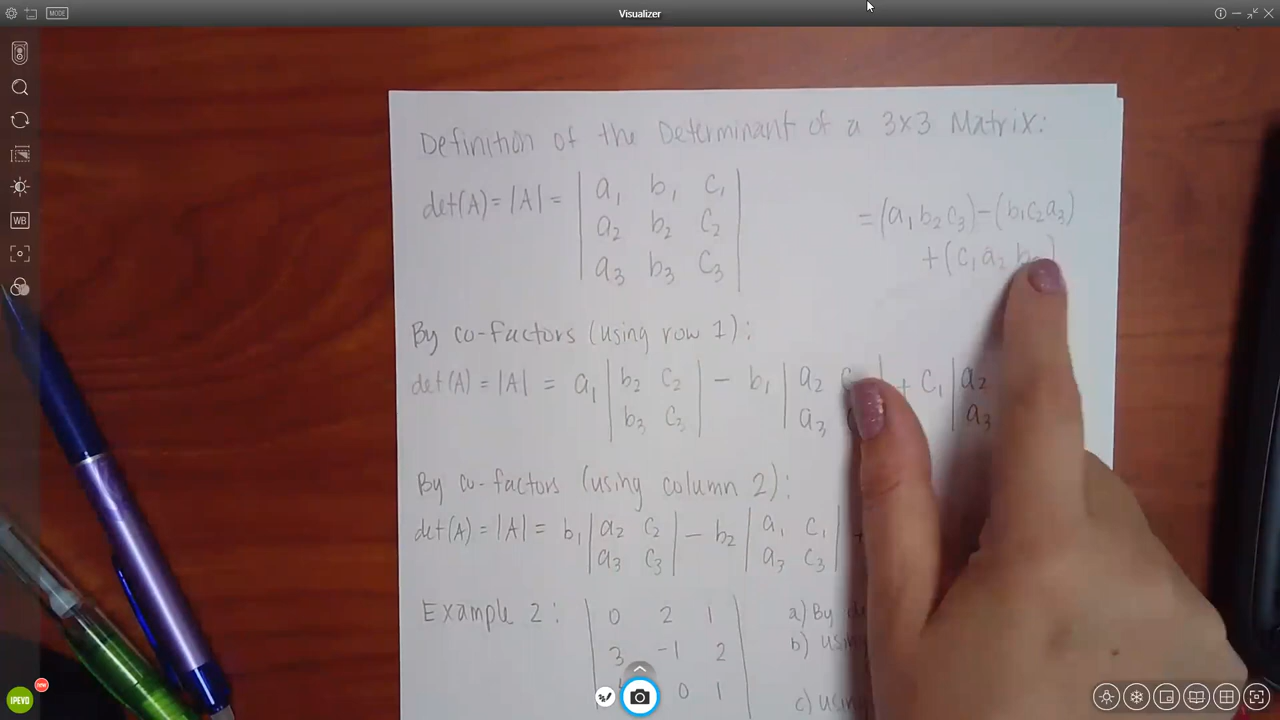 MODE
Visualizer
Definition of the Determinant of a 3x3 Matrix:
det(A) = |A| = | a₁ b₁ c₁ |
a₂ b₂ c₂
a₃ b₃ c₃
= (a₁ b₂ c₃) - (b₁ c₂ a₃)
+ (c₁ a₂ b
By co-factors (using row 1):
det(A) = |A| = a₁ | b₂ c₂ | - b₁ | a₂ + c₁ | a₂
b₃ c₃ a₃ a₃
By co-factors (using column 2):
det(A) = |A| = b₁ | a₂ c₂ | - b₂ | a₁ c₁ |
a₃ c₃ a₃ c₃
Example 2: | 0 2 1 | a) By
3 -1 2 b)
0 1 c)
WB
IPEVO